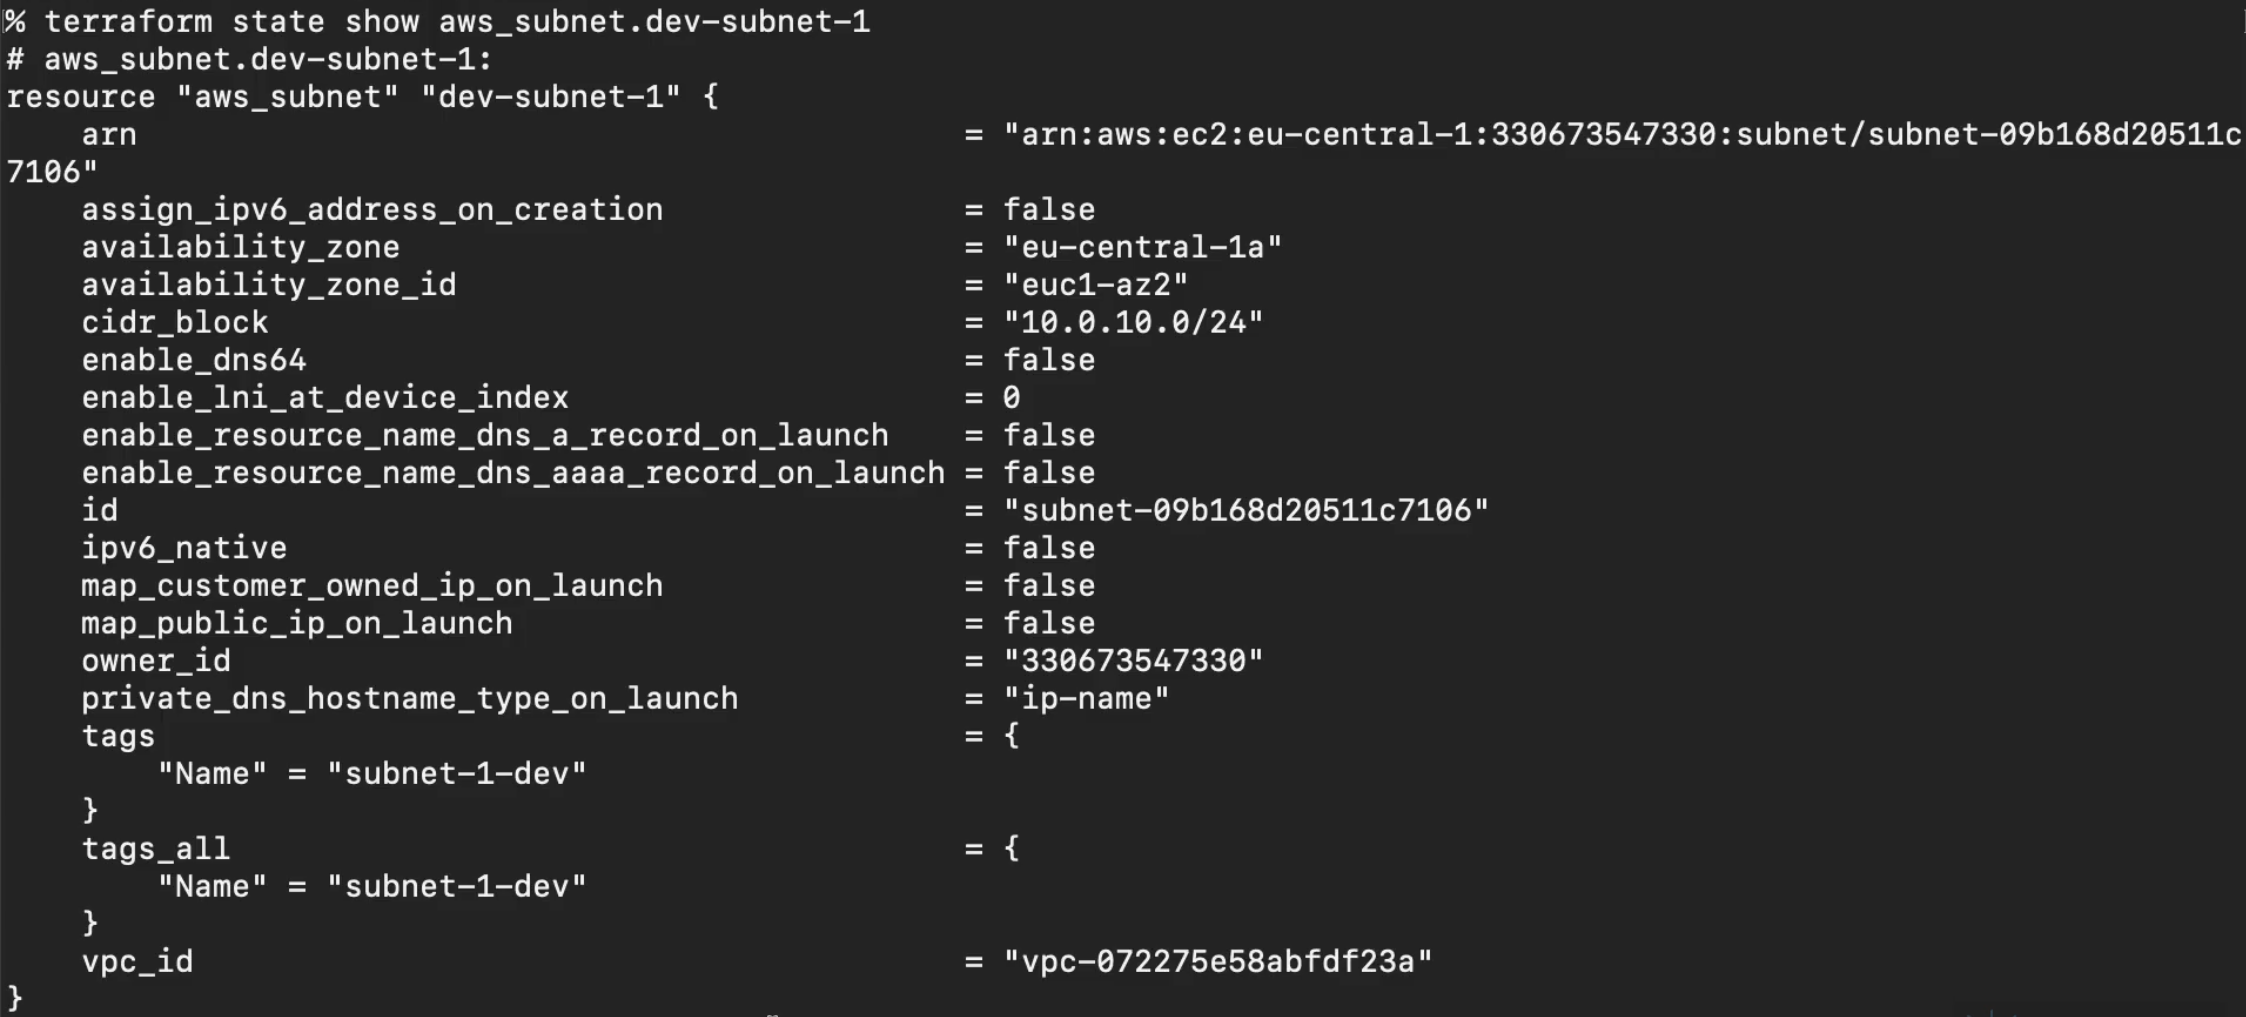 % terraform state show aws_subnet.dev-subnet-1
# aws_subnet.dev-subnet-1:
resource "aws_subnet" "dev-subnet-1" {
    arn                                            = "arn:aws:ec2:eu-central-1:330673547330:subnet/subnet-09b168d20511c
7106"
    assign_ipv6_address_on_creation                = false
    availability_zone                              = "eu-central-1a"
    availability_zone_id                           = "euc1-az2"
    cidr_block                                     = "10.0.10.0/24"
    enable_dns64                                   = false
    enable_lni_at_device_index                     = 0
    enable_resource_name_dns_a_record_on_launch    = false
    enable_resource_name_dns_aaaa_record_on_launch = false
    id                                             = "subnet-09b168d20511c7106"
    ipv6_native                                    = false
    map_customer_owned_ip_on_launch                = false
    map_public_ip_on_launch                        = false
    owner_id                                       = "330673547330"
    private_dns_hostname_type_on_launch            = "ip-name"
    tags                                           = {
        "Name" = "subnet-1-dev"
    }
    tags_all                                       = {
        "Name" = "subnet-1-dev"
    }
    vpc_id                                         = "vpc-072275e58abfdf23a"
}